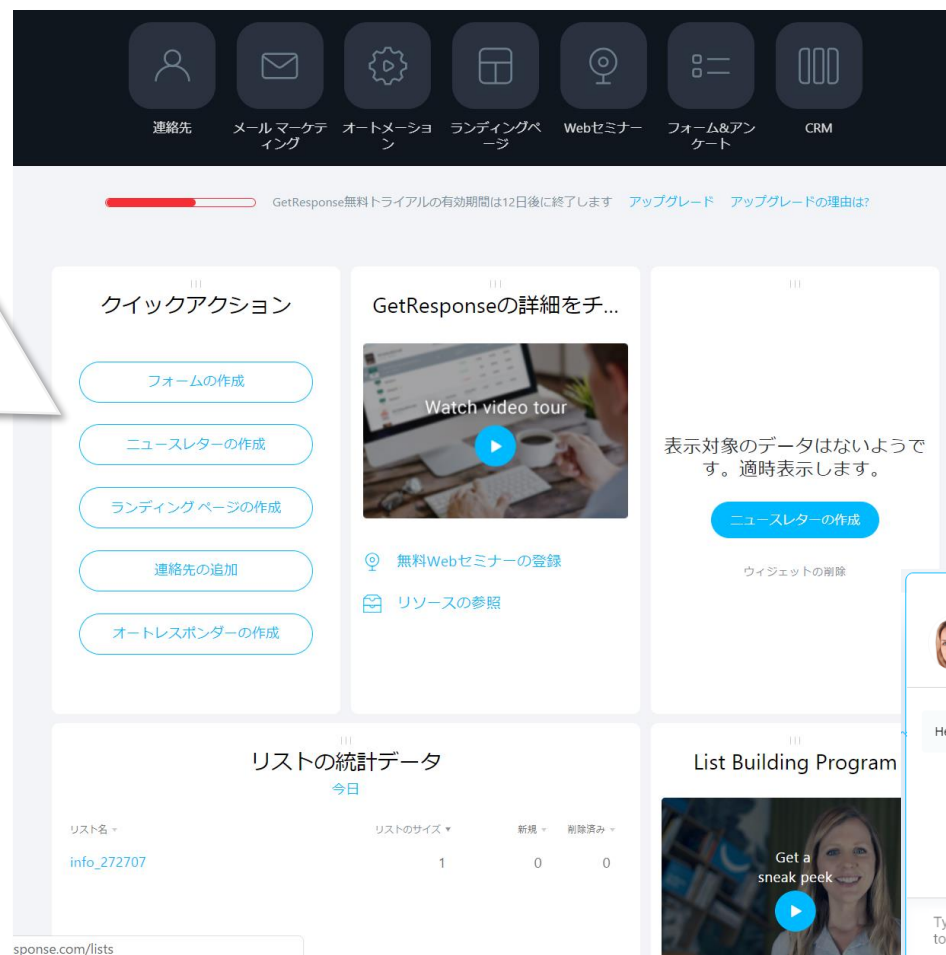 連絡先
メール マーケテ
ィング
オートメーショ
ン
ランディングペ
ージ
Webセミナー
フォーム&アン
ケート
CRM
GetResponse無料トライアルの有効期間は12日後に終了します アップグレード アップグレードの理由は?
クイックアクション
フォームの作成
ニュースレターの作成
ランディング ページの作成
連絡先の追加
オートレスポンダーの作成
GetResponseの詳細をチ...
Watch video tour
無料Webセミナーの登録
リソースの参照
表示対象のデータはないようで
す。適時表示します。
ニュースレターの作成
ウィジェットの削除
リストの統計データ
今日
リスト名 リストのサイズ 新規 削除済み
info_272707 1 0 0
List Building Program
Get a
sneak peek
He
Ty
to
sponse.com/lists